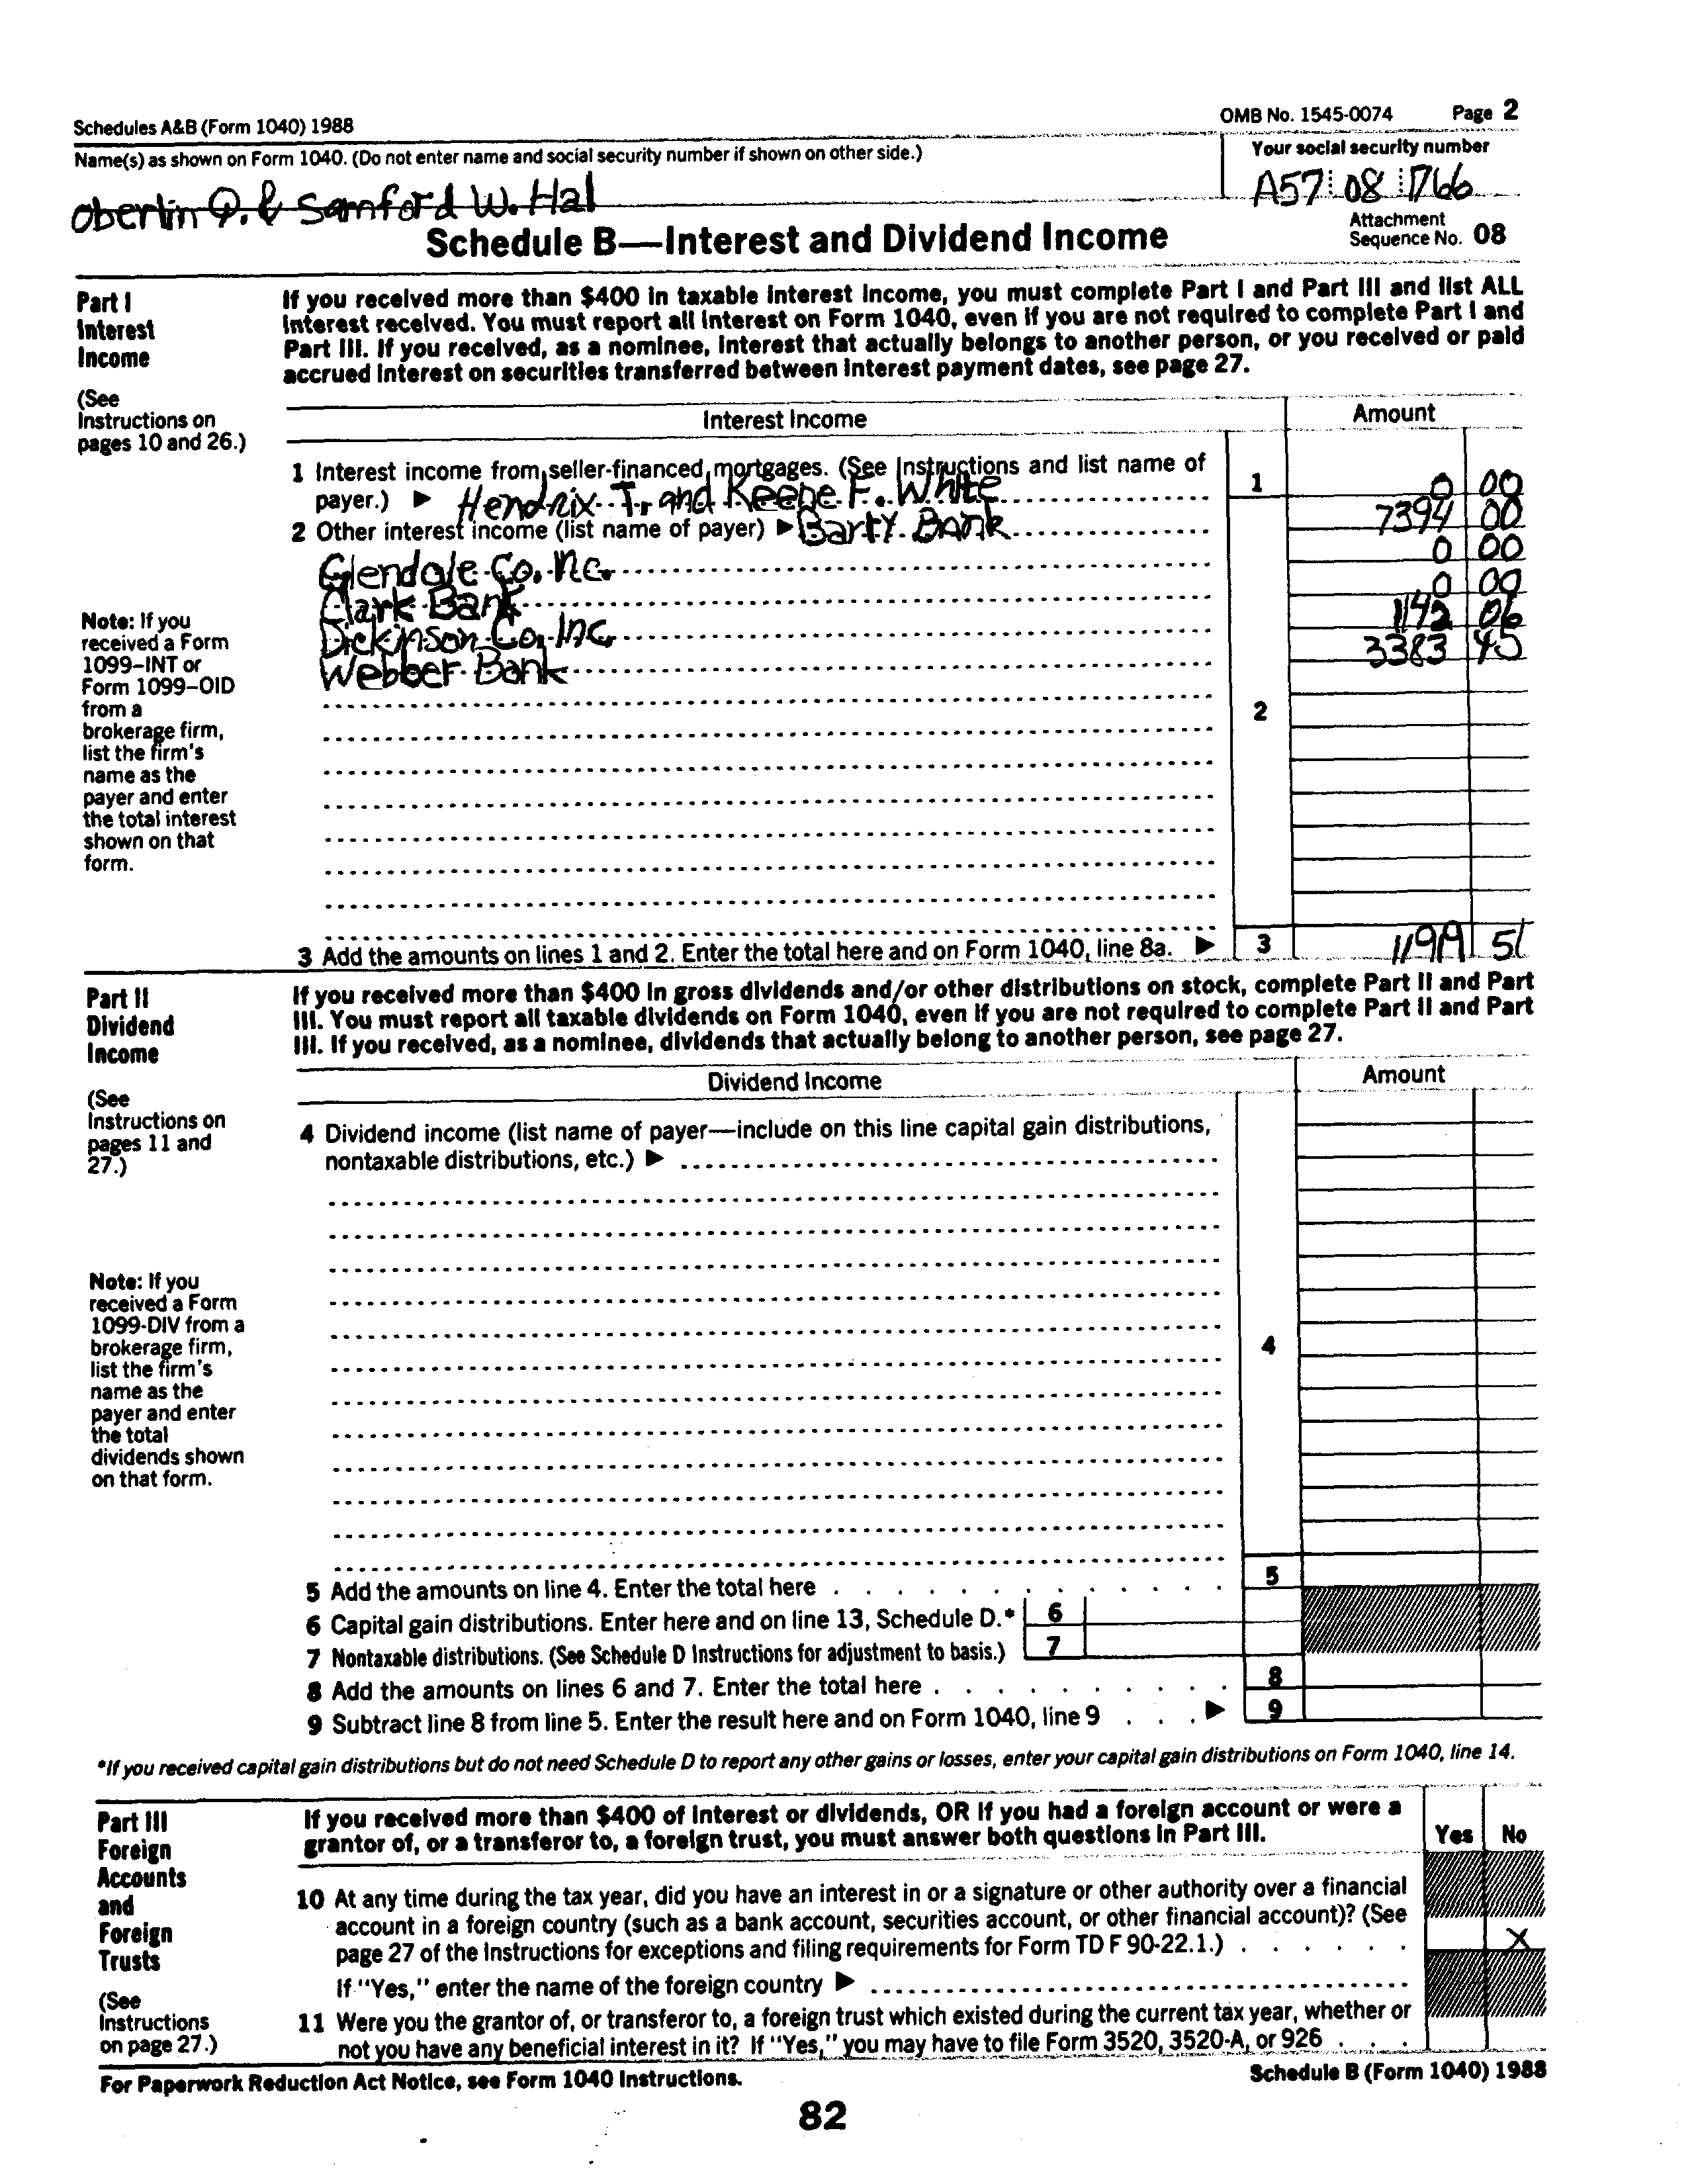 Schedules A&B (Form 1040) 1988 OMB No. 1545-0074 Page 2
Name(s) as shown on Form 1040. (Do not enter name and social security number if shown on other side.) Your social security number
Oberlin Q. & Samford W. Hal A57 08 1766
Schedule B—Interest and Dividend Income Attachment Sequence No. 08
Part I
Interest
Income
(See
Instructions on
pages 10 and 26.)
If you received more than $400 in taxable interest income, you must complete Part I and Part III and list ALL
interest received. You must report all interest on Form 1040, even if you are not required to complete Part I and
Part III. If you received, as a nominee, interest that actually belongs to another person, or you received or paid
accrued interest on securities transferred between interest payment dates, see page 27.
Interest Income Amount
1 Interest income from seller-financed mortgages. (See Instructions and list name of
payer.) ▶ Hendrix T. and Keene F. White 1 0 00
2 Other interest income (list name of payer) ▶ Barty Bank 7394 00
Glendale Co. Inc. 0 00
Clark Bank 0 00
Dickinson Co, Inc. 1142 06
Webber Bank 3383 45
2
Note: If you
received a Form
1099–INT or
Form 1099–OID
from a
brokerage firm,
list the firm's
name as the
payer and enter
the total interest
shown on that
form.
3 Add the amounts on lines 1 and 2. Enter the total here and on Form 1040, line 8a. ▶ 3 11919 51
Part II
Dividend
Income
(See
Instructions on
pages 11 and
27.)
If you received more than $400 in gross dividends and/or other distributions on stock, complete Part II and Part
III. You must report all taxable dividends on Form 1040, even if you are not required to complete Part II and Part
III. If you received, as a nominee, dividends that actually belong to another person, see page 27.
Dividend Income Amount
4 Dividend income (list name of payer—include on this line capital gain distributions,
nontaxable distributions, etc.) ▶
4
Note: If you
received a Form
1099-DIV from a
brokerage firm,
list the firm's
name as the
payer and enter
the total
dividends shown
on that form.
5 Add the amounts on line 4. Enter the total here 5
6 Capital gain distributions. Enter here and on line 13, Schedule D.* 6
7 Nontaxable distributions. (See Schedule D Instructions for adjustment to basis.) 7
8 Add the amounts on lines 6 and 7. Enter the total here 8
9 Subtract line 8 from line 5. Enter the result here and on Form 1040, line 9 ▶ 9
*If you received capital gain distributions but do not need Schedule D to report any other gains or losses, enter your capital gain distributions on Form 1040, line 14.
Part III
Foreign
Accounts
and
Foreign
Trusts
(See
Instructions
on page 27.)
If you received more than $400 of interest or dividends, OR if you had a foreign account or were a
grantor of, or a transferor to, a foreign trust, you must answer both questions in Part III. Yes No
10 At any time during the tax year, did you have an interest in or a signature or other authority over a financial
account in a foreign country (such as a bank account, securities account, or other financial account)? (See
page 27 of the Instructions for exceptions and filing requirements for Form TD F 90-22.1.) X
If "Yes," enter the name of the foreign country ▶
11 Were you the grantor of, or transferor to, a foreign trust which existed during the current tax year, whether or
not you have any beneficial interest in it? If "Yes," you may have to file Form 3520, 3520-A, or 926
For Paperwork Reduction Act Notice, see Form 1040 Instructions. Schedule B (Form 1040) 1988
82